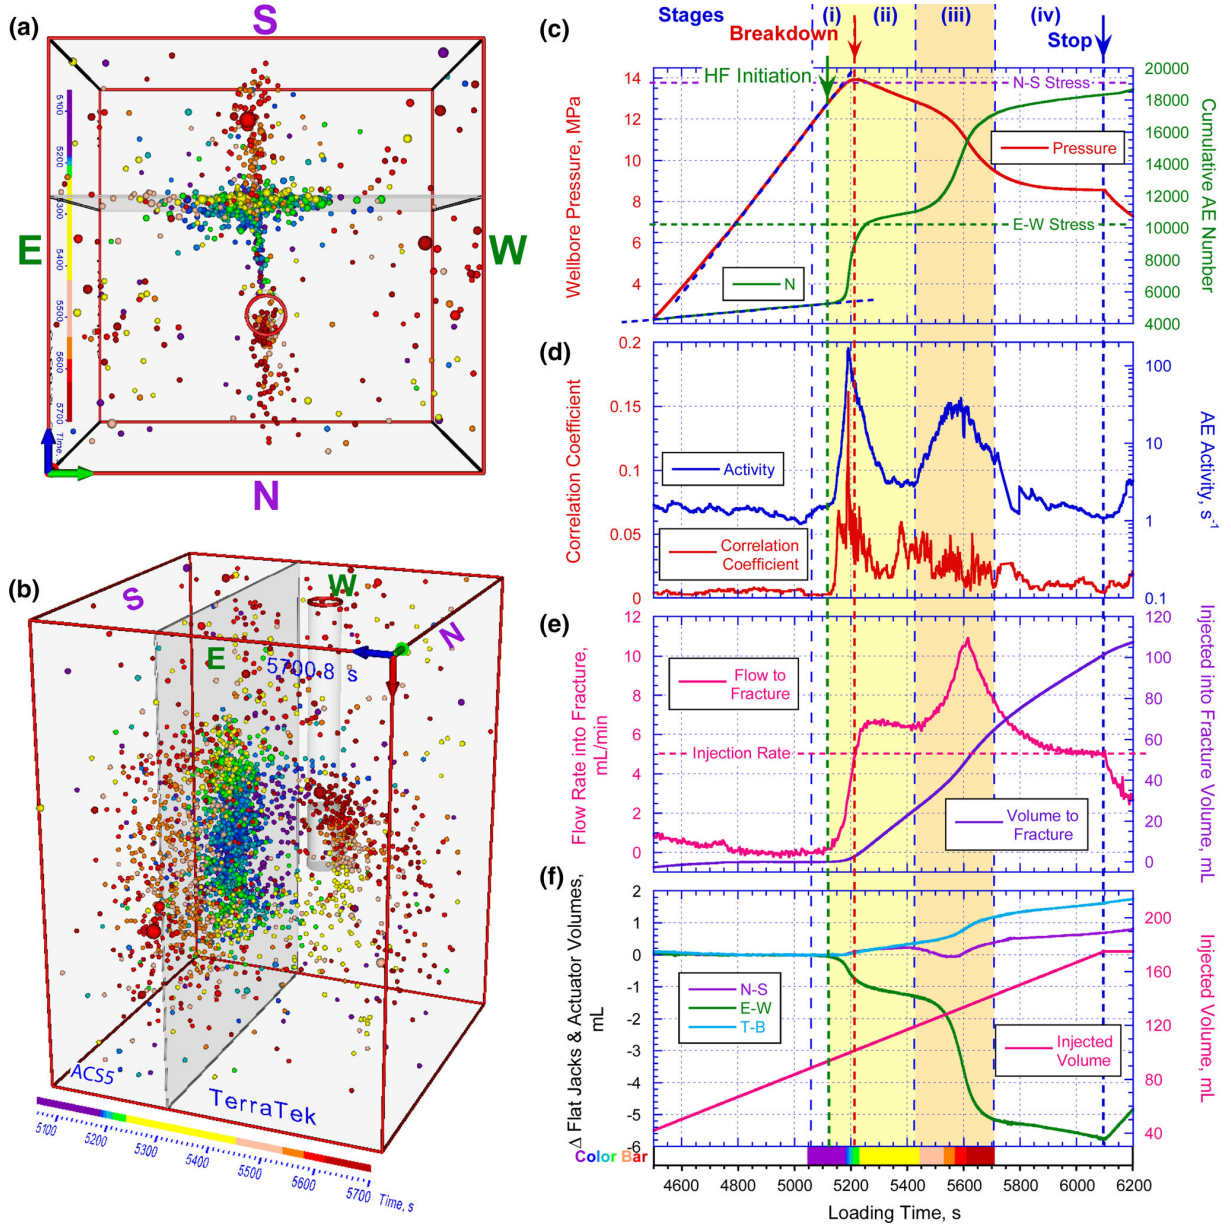 (a)
S
E
W
N
5100
5200
5300
5400
5500
5600
5700
Time,
(b)
S
W
N
E
5700.8 s
ACS5
TerraTek
5100
5200
5300
5400
5500
5600
5700
Time, s
(c)
Stages
(i)
(ii)
(iii)
(iv)
Breakdown
Stop
HF Initiation
N-S Stress
E-W Stress
Pressure
N
Wellbore Pressure, MPa
14
12
10
8
6
4
Cumulative AE Number
20000
18000
16000
14000
12000
10000
8000
6000
4000
(d)
Correlation Coefficient
0.2
0.15
0.1
0.05
0
Activity
Correlation
Coefficient
AE Activity, s-1
100
10
1
0.1
(e)
Flow Rate into Fracture,
mL/min
12
10
8
6
4
2
0
Flow to
Fracture
Injection Rate
Volume to
Fracture
Injected into Fracture Volume, mL
120
100
80
60
40
20
0
(f)
Δ Flat Jacks & Actuator Volumes,
mL
2
1
0
-1
-2
-3
-4
-5
-6
N-S
E-W
T-B
Injected
Volume
Injected Volume, mL
200
160
120
80
40
Color Bar
4600
4800
5000
5200
5400
5600
5800
6000
6200
Loading Time, s